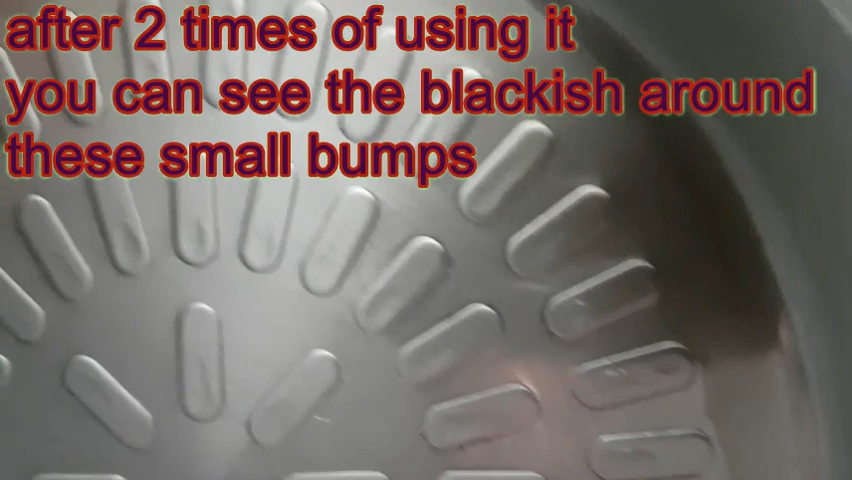 after 2 times of using it
you can see the blackish around
these small bumps